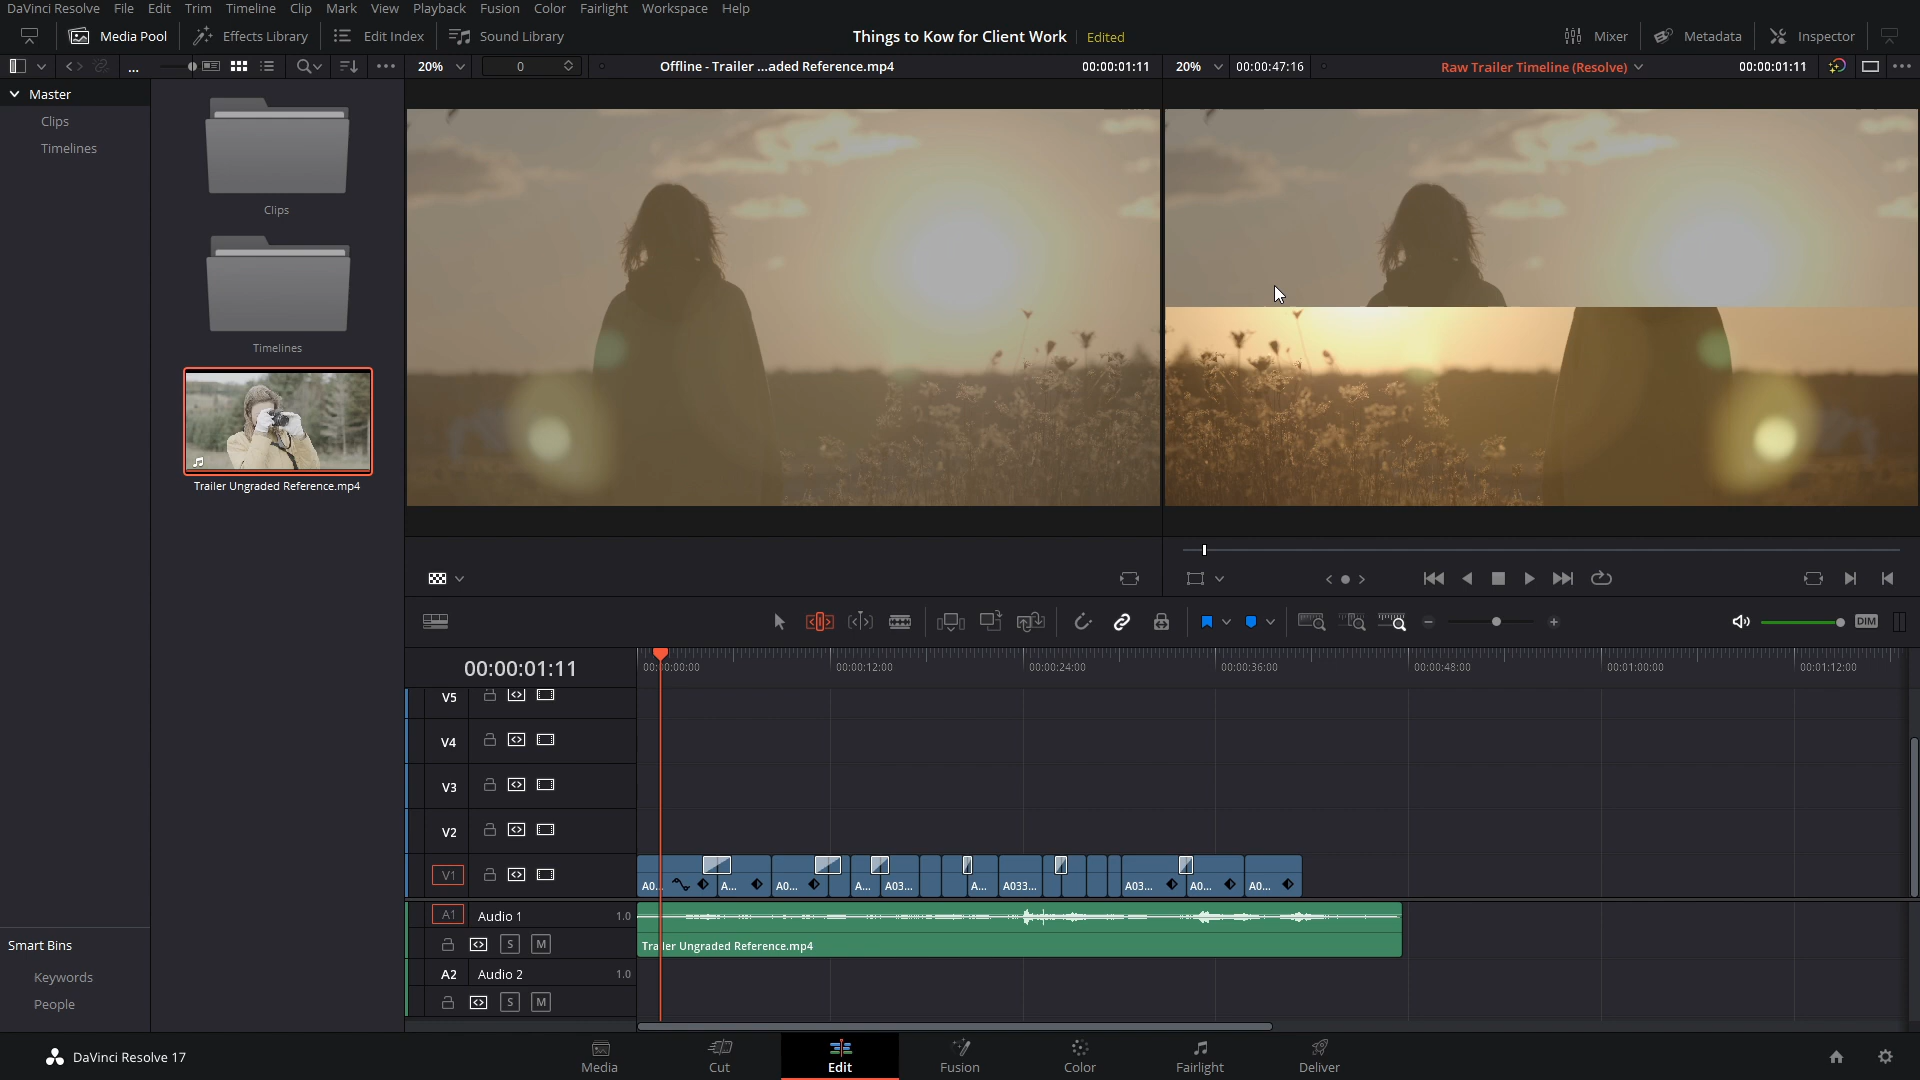 DaVinci Resolve File Edit Trim Timeline Clip Mark View Playback Fusion Color Fairlight Workspace Help
Media Pool Effects Library Edit Index Sound Library Things to Kow for Client Work Edited Mixer Metadata Inspector
... 20% 0 Offline - Trailer ...aded Reference.mp4 00:00:01:11 20% 00:00:47:16 Raw Trailer Timeline (Resolve) 00:00:01:11
Master
Clips
Timelines
Clips
Timelines
Trailer Ungraded Reference.mp4
DIM
00:00:01:11 00:00:00:00 00:00:12:00 00:00:24:00 00:00:36:00 00:00:48:00 00:01:00:00 00:01:12:00
V5
V4
V3
V2
V1 A0... A... A0... A... A03... A... A033... A03... A0... A0...
A1 Audio 1 1.0
S M Trailer Ungraded Reference.mp4
A2 Audio 2 1.0
S M
Smart Bins
Keywords
People
DaVinci Resolve 17 Media Cut Edit Fusion Color Fairlight Deliver